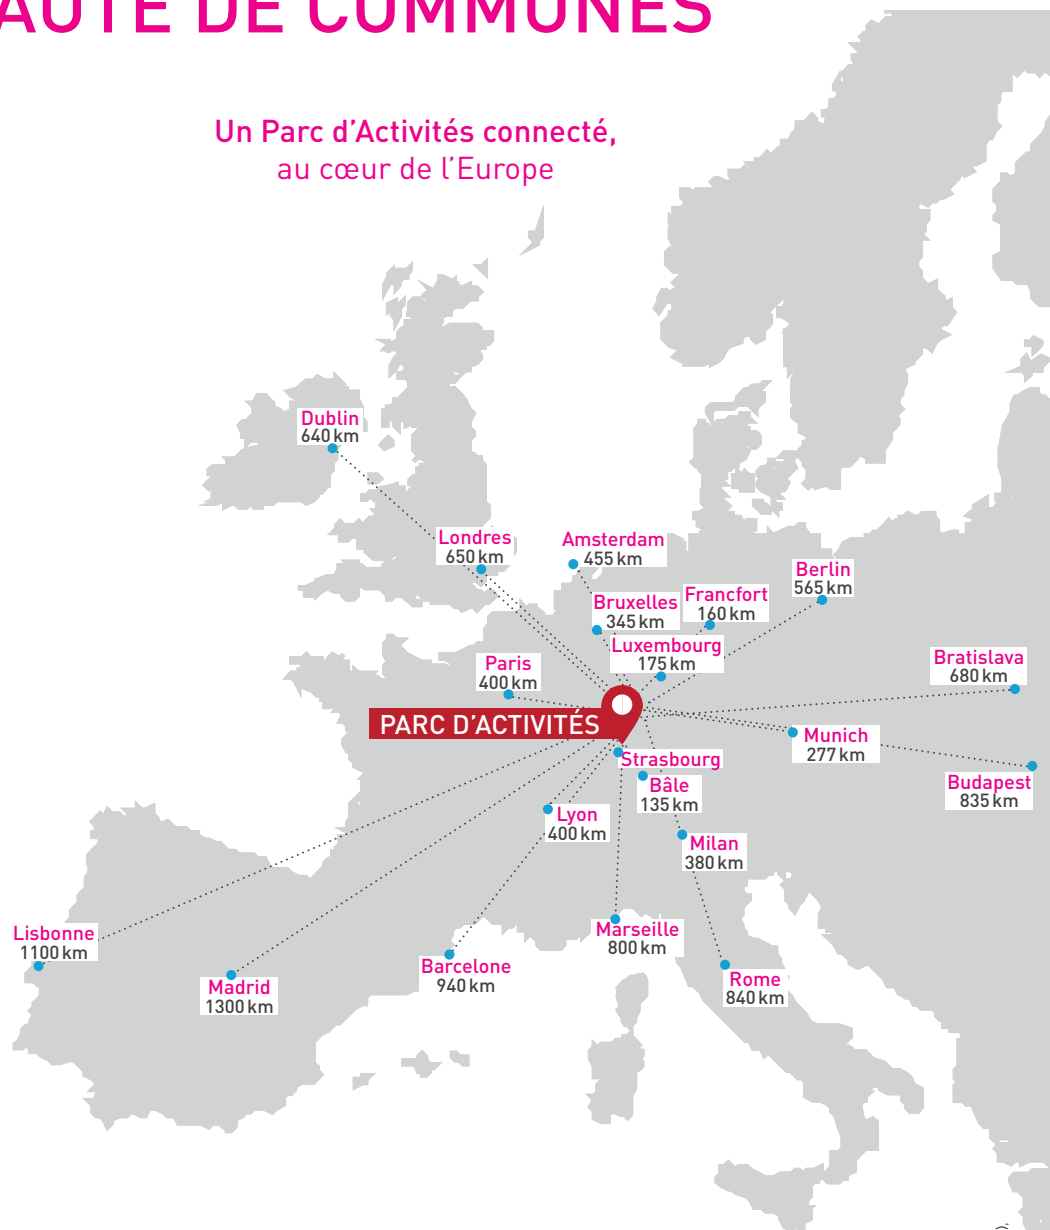 AUTÉ DE COMMUNES
Un Parc d'Activités connecté,
au cœur de l'Europe
Dublin
640 km
Londres
650 km
Amsterdam
455 km
Berlin
565 km
Francfort
160 km
Bruxelles
345 km
Luxembourg
175 km
Paris
400 km
Bratislava
680 km
PARC D'ACTIVITÉS
Munich
277 km
Strasbourg
Budapest
835 km
Bâle
135 km
Lyon
400 km
Milan
380 km
Lisbonne
1100 km
Marseille
800 km
Barcelone
940 km
Rome
840 km
Madrid
1300 km